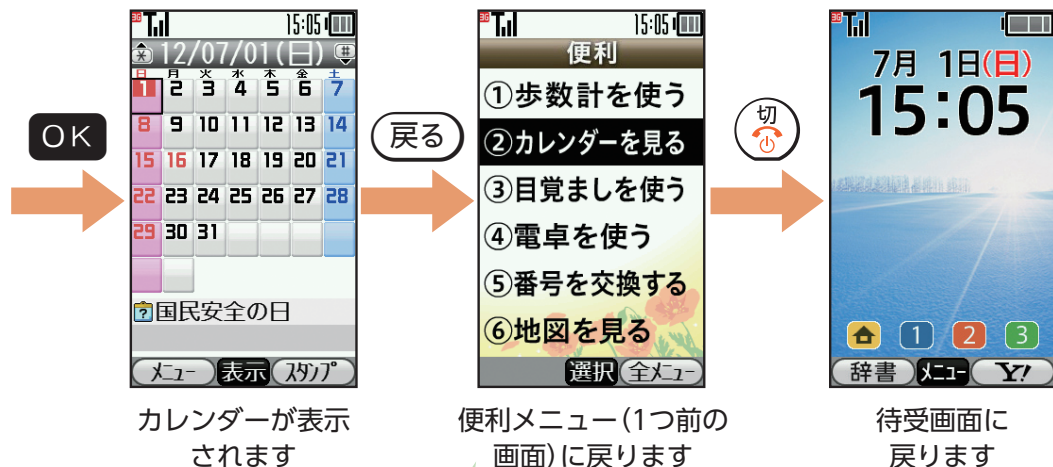 OK
3G
15:05
* 12/07/01(日) #
日 月 火 水 木 金 土
1 2 3 4 5 6 7
8 9 10 11 12 13 14
15 16 17 18 19 20 21
22 23 24 25 26 27 28
29 30 31
?国民安全の日
メニュー 表示 スタンプ
カレンダーが表示
されます
戻る
3G
15:05
便利
①歩数計を使う
②カレンダーを見る
③目覚ましを使う
④電卓を使う
⑤番号を交換する
⑥地図を見る
選択 全メニュー
便利メニュー(1つ前の
画面)に戻ります
切
3G
7月 1日(日)
15:05
1 2 3
辞書 メニュー Y!
待受画面に
戻ります